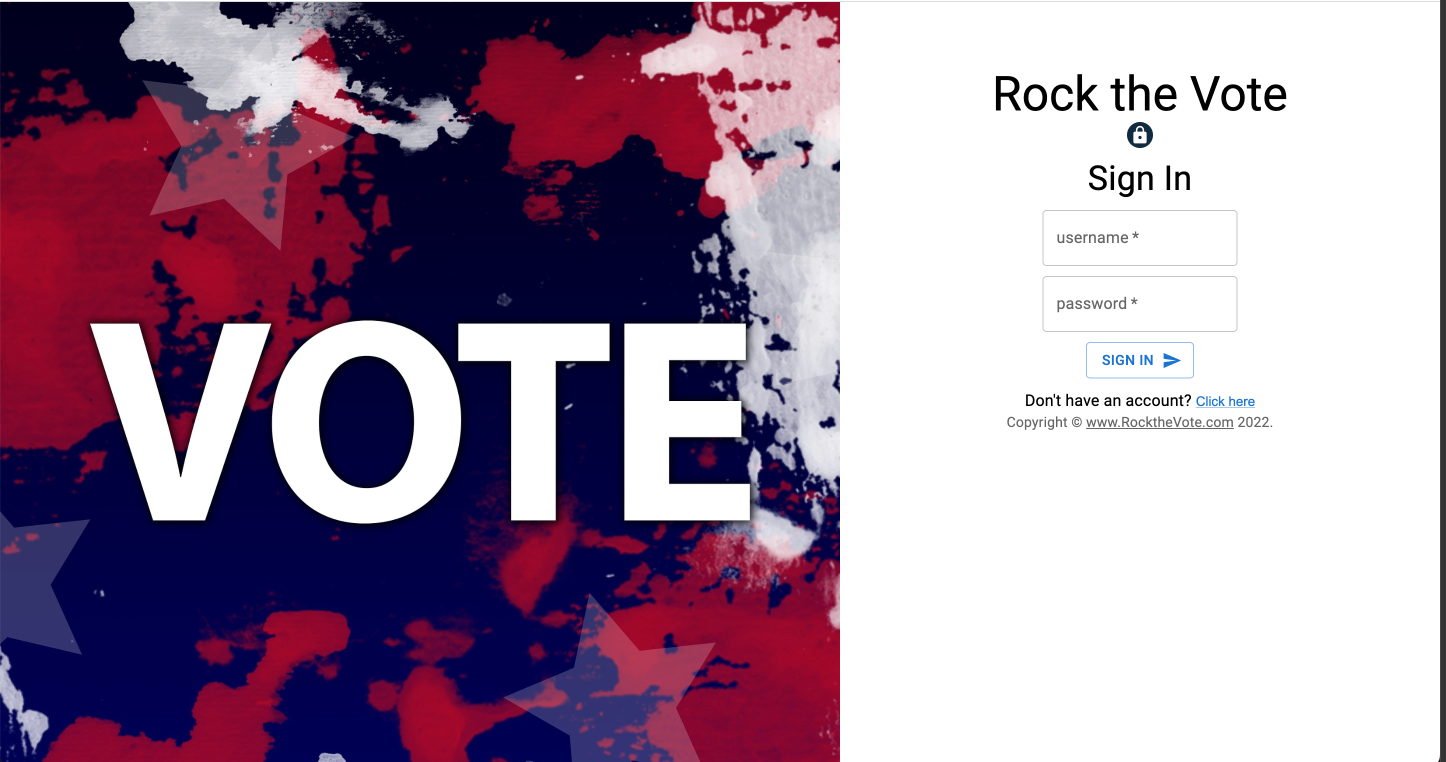 VOTE
Rock the Vote
Sign In
username *
password *
SIGN IN
Don't have an account? Click here
Copyright © www.RocktheVote.com 2022.